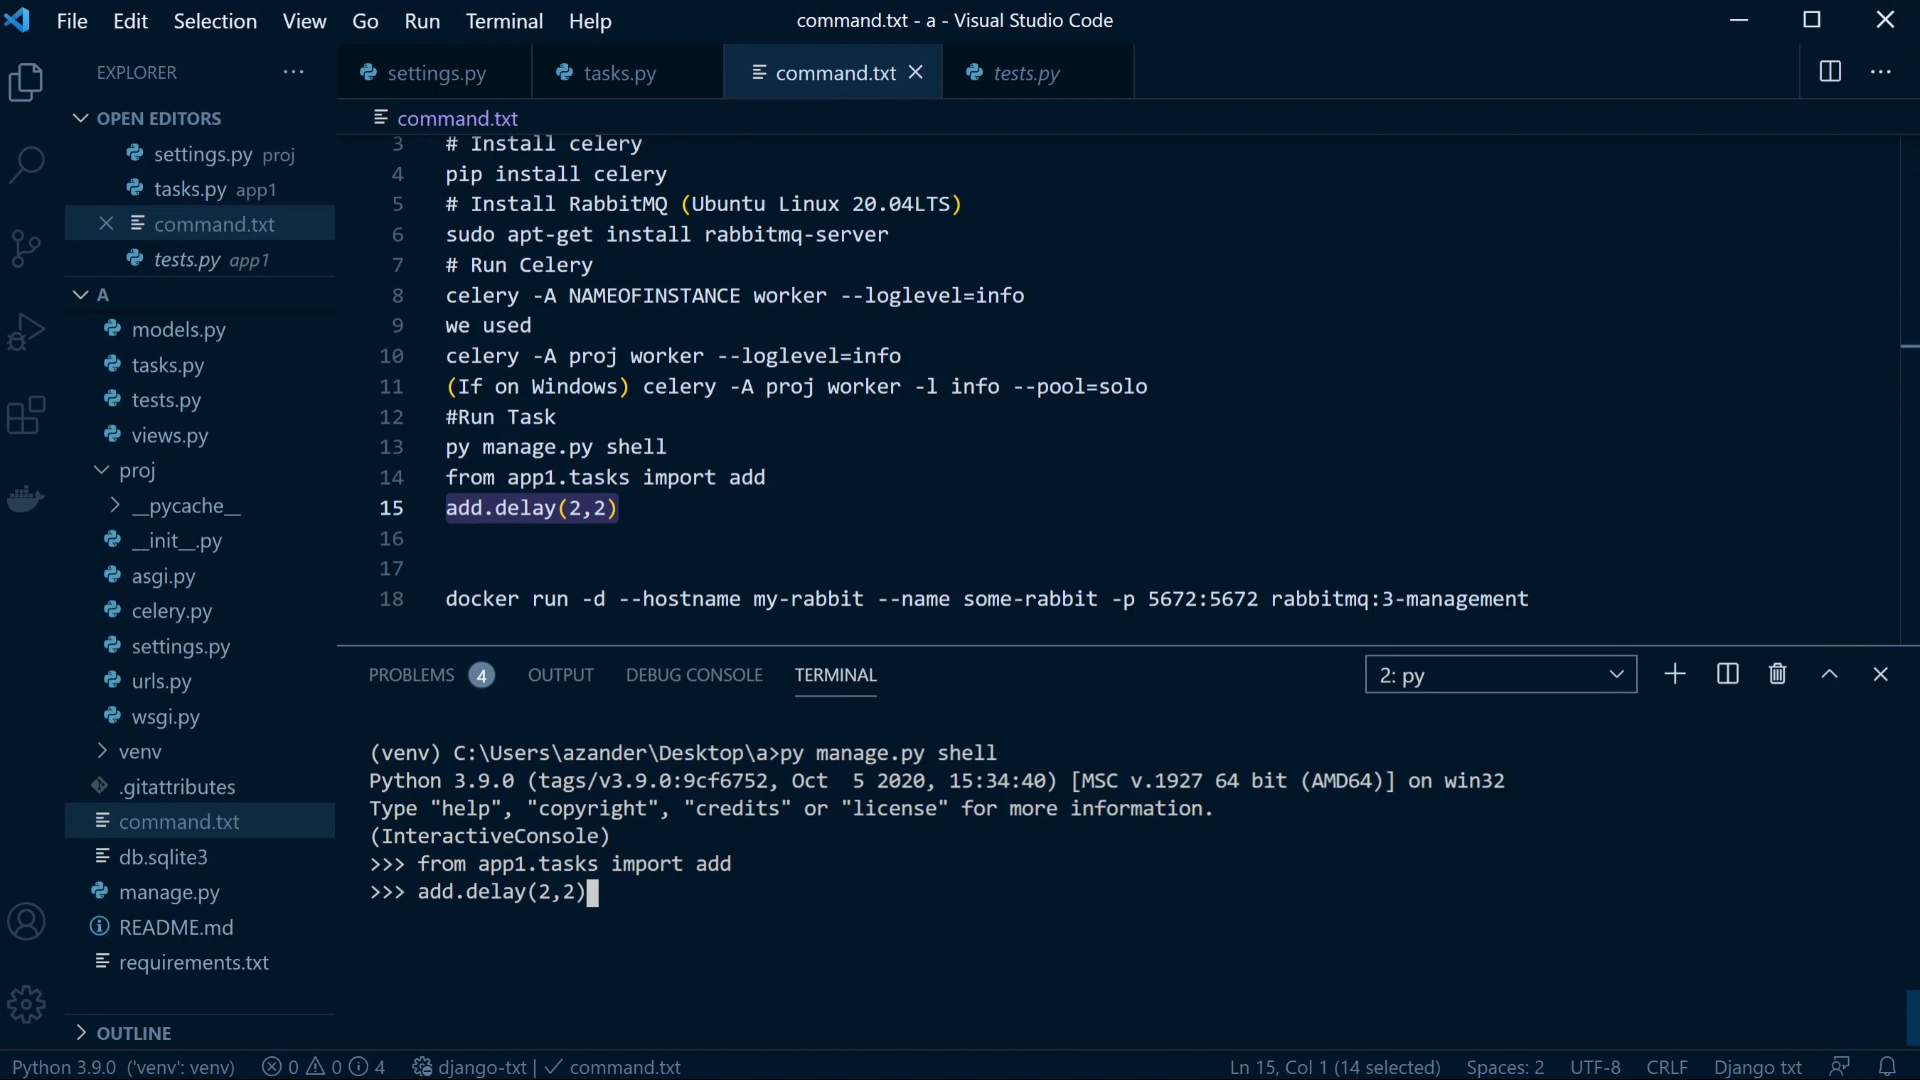 File Edit Selection View Go Run Terminal Help
command.txt - a - Visual Studio Code
EXPLORER
settings.py
tasks.py
command.txt
tests.py
OPEN EDITORS
settings.py proj
tasks.py app1
command.txt
tests.py app1
A
models.py
tasks.py
tests.py
views.py
proj
__pycache__
__init__.py
asgi.py
celery.py
settings.py
urls.py
wsgi.py
venv
.gitattributes
command.txt
db.sqlite3
manage.py
README.md
requirements.txt
OUTLINE
command.txt
3 # Install celery
4 pip install celery
5 # Install RabbitMQ (Ubuntu Linux 20.04LTS)
6 sudo apt-get install rabbitmq-server
7 # Run Celery
8 celery -A NAMEOFINSTANCE worker --loglevel=info
9 we used
10 celery -A proj worker --loglevel=info
11 (If on Windows) celery -A proj worker -l info --pool=solo
12 #Run Task
13 py manage.py shell
14 from app1.tasks import add
15 add.delay(2,2)
16
17
18 docker run -d --hostname my-rabbit --name some-rabbit -p 5672:5672 rabbitmq:3-management
PROBLEMS 4 OUTPUT DEBUG CONSOLE TERMINAL
2: py
(venv) C:\Users\azander\Desktop\a>py manage.py shell
Python 3.9.0 (tags/v3.9.0:9cf6752, Oct  5 2020, 15:34:40) [MSC v.1927 64 bit (AMD64)] on win32
Type "help", "copyright", "credits" or "license" for more information.
(InteractiveConsole)
>>> from app1.tasks import add
>>> add.delay(2,2)
Python 3.9.0 ('venv': venv) 0 0 4 django-txt | command.txt
Ln 15, Col 1 (14 selected) Spaces: 2 UTF-8 CRLF Django txt